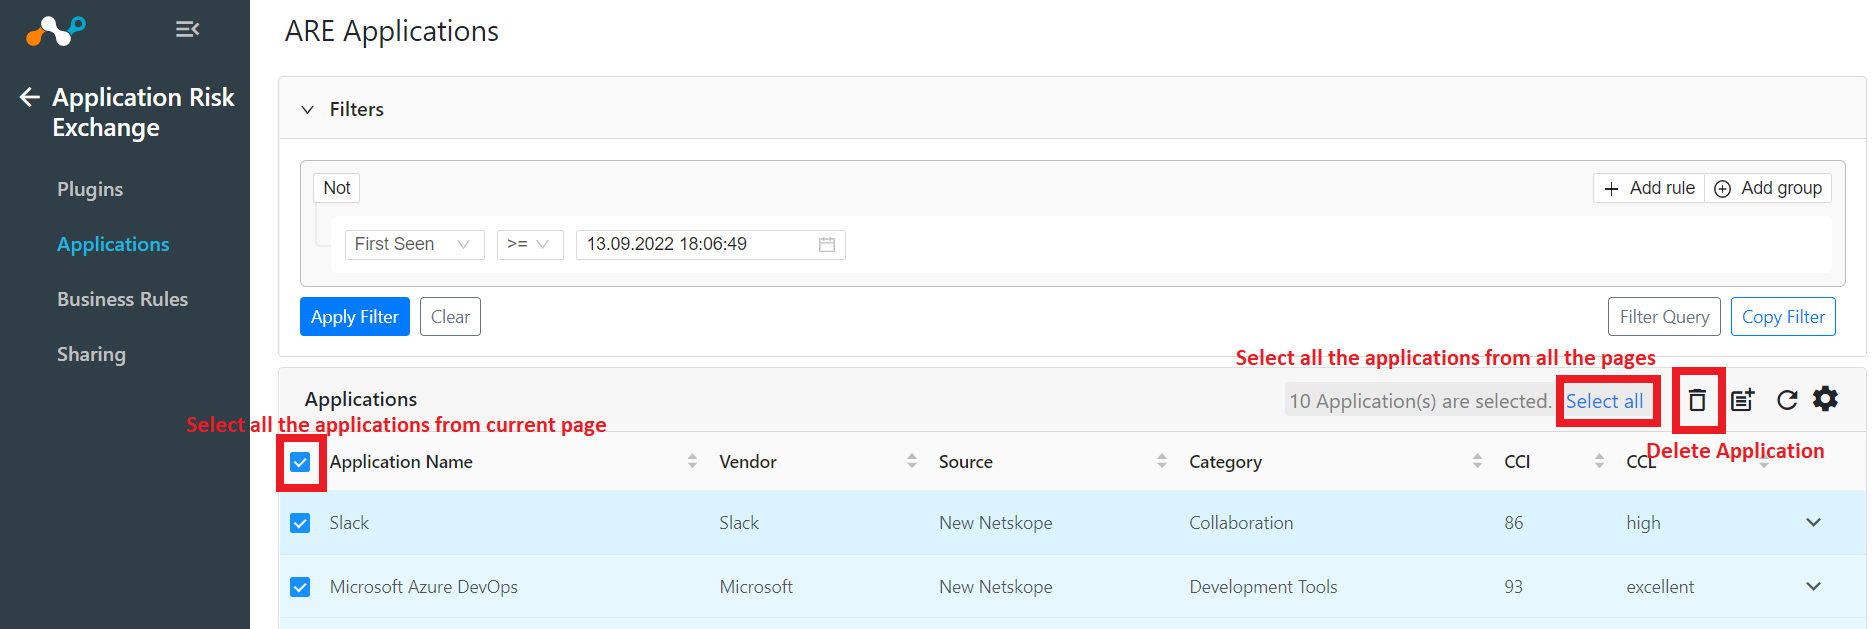 ARE Applications
Application Risk
Exchange
Plugins
Applications
Business Rules
Sharing
Filters
Not
Add rule
Add group
First Seen
>=
13.09.2022 18:06:49
Apply Filter
Clear
Filter Query
Copy Filter
Select all the applications from all the pages
Applications
10 Application(s) are selected. Select all
Select all the applications from current page
Delete Application
Application Name Vendor Source Category CCI CCL
Slack Slack New Netskope Collaboration 86 high
Microsoft Azure DevOps Microsoft New Netskope Development Tools 93 excellent